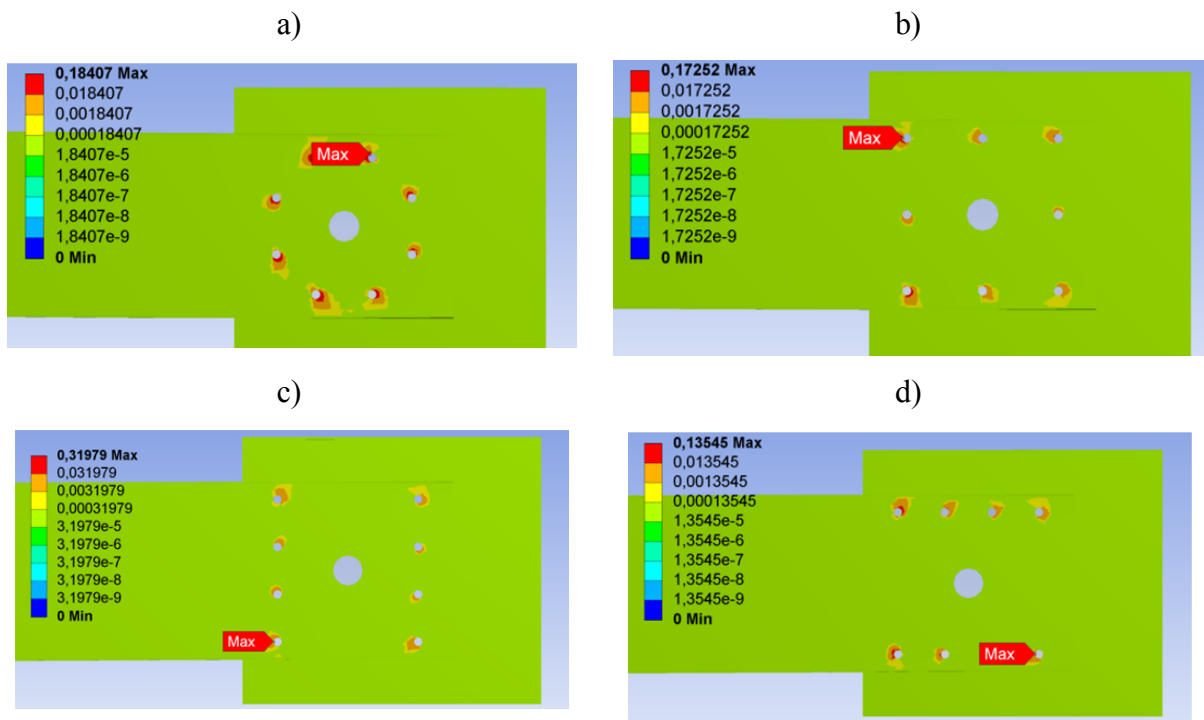 a)
0,18407 Max
0,018407
0,0018407
0,00018407
1,8407e-5
1,8407e-6
1,8407e-7
1,8407e-8
1,8407e-9
0 Min
Max
b)
0,17252 Max
0,017252
0,0017252
0,00017252
1,7252e-5
1,7252e-6
1,7252e-7
1,7252e-8
1,7252e-9
0 Min
Max
c)
0,31979 Max
0,031979
0,0031979
0,00031979
3,1979e-5
3,1979e-6
3,1979e-7
3,1979e-8
3,1979e-9
0 Min
Max
d)
0,13545 Max
0,013545
0,0013545
0,00013545
1,3545e-5
1,3545e-6
1,3545e-7
1,3545e-8
1,3545e-9
0 Min
Max